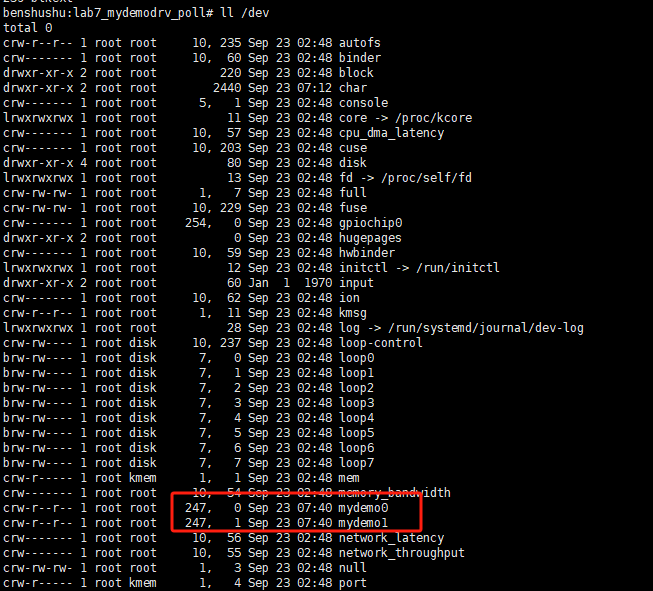 benshushu:lab7_mydemodrv_poll# ll /dev
total 0
crw-r--r-- 1 root root     10, 235 Sep 23 02:48 autofs
crw------- 1 root root     10,  60 Sep 23 02:48 binder
drwxr-xr-x 2 root root         220 Sep 23 02:48 block
drwxr-xr-x 2 root root        2440 Sep 23 07:12 char
crw------- 1 root root      5,   1 Sep 23 02:48 console
lrwxrwxrwx 1 root root          11 Sep 23 02:48 core -> /proc/kcore
crw------- 1 root root     10,  57 Sep 23 02:48 cpu_dma_latency
crw------- 1 root root     10, 203 Sep 23 02:48 cuse
drwxr-xr-x 4 root root          80 Sep 23 02:48 disk
lrwxrwxrwx 1 root root          13 Sep 23 02:48 fd -> /proc/self/fd
crw-rw-rw- 1 root root      1,   7 Sep 23 02:48 full
crw-rw-rw- 1 root root     10, 229 Sep 23 02:48 fuse
crw------- 1 root root    254,   0 Sep 23 02:48 gpiochip0
drwxr-xr-x 2 root root           0 Sep 23 02:48 hugepages
crw------- 1 root root     10,  59 Sep 23 02:48 hwbinder
lrwxrwxrwx 1 root root          12 Sep 23 02:48 initctl -> /run/initctl
drwxr-xr-x 2 root root          60 Jan  1  1970 input
crw------- 1 root root     10,  62 Sep 23 02:48 ion
crw-r--r-- 1 root root      1,  11 Sep 23 02:48 kmsg
lrwxrwxrwx 1 root root          28 Sep 23 02:48 log -> /run/systemd/journal/dev-log
crw-rw---- 1 root disk     10, 237 Sep 23 02:48 loop-control
brw-rw---- 1 root disk      7,   0 Sep 23 02:48 loop0
brw-rw---- 1 root disk      7,   1 Sep 23 02:48 loop1
brw-rw---- 1 root disk      7,   2 Sep 23 02:48 loop2
brw-rw---- 1 root disk      7,   3 Sep 23 02:48 loop3
brw-rw---- 1 root disk      7,   4 Sep 23 02:48 loop4
brw-rw---- 1 root disk      7,   5 Sep 23 02:48 loop5
brw-rw---- 1 root disk      7,   6 Sep 23 02:48 loop6
brw-rw---- 1 root disk      7,   7 Sep 23 02:48 loop7
crw-r----- 1 root kmem      1,   1 Sep 23 02:48 mem
crw------- 1 root root     10,  54 Sep 23 02:48 memory_bandwidth
crw-r--r-- 1 root root    247,   0 Sep 23 07:40 mydemo0
crw-r--r-- 1 root root    247,   1 Sep 23 07:40 mydemo1
crw------- 1 root root     10,  56 Sep 23 02:48 network_latency
crw------- 1 root root     10,  55 Sep 23 02:48 network_throughput
crw-rw-rw- 1 root root      1,   3 Sep 23 02:48 null
crw-r----- 1 root kmem      1,   4 Sep 23 02:48 port